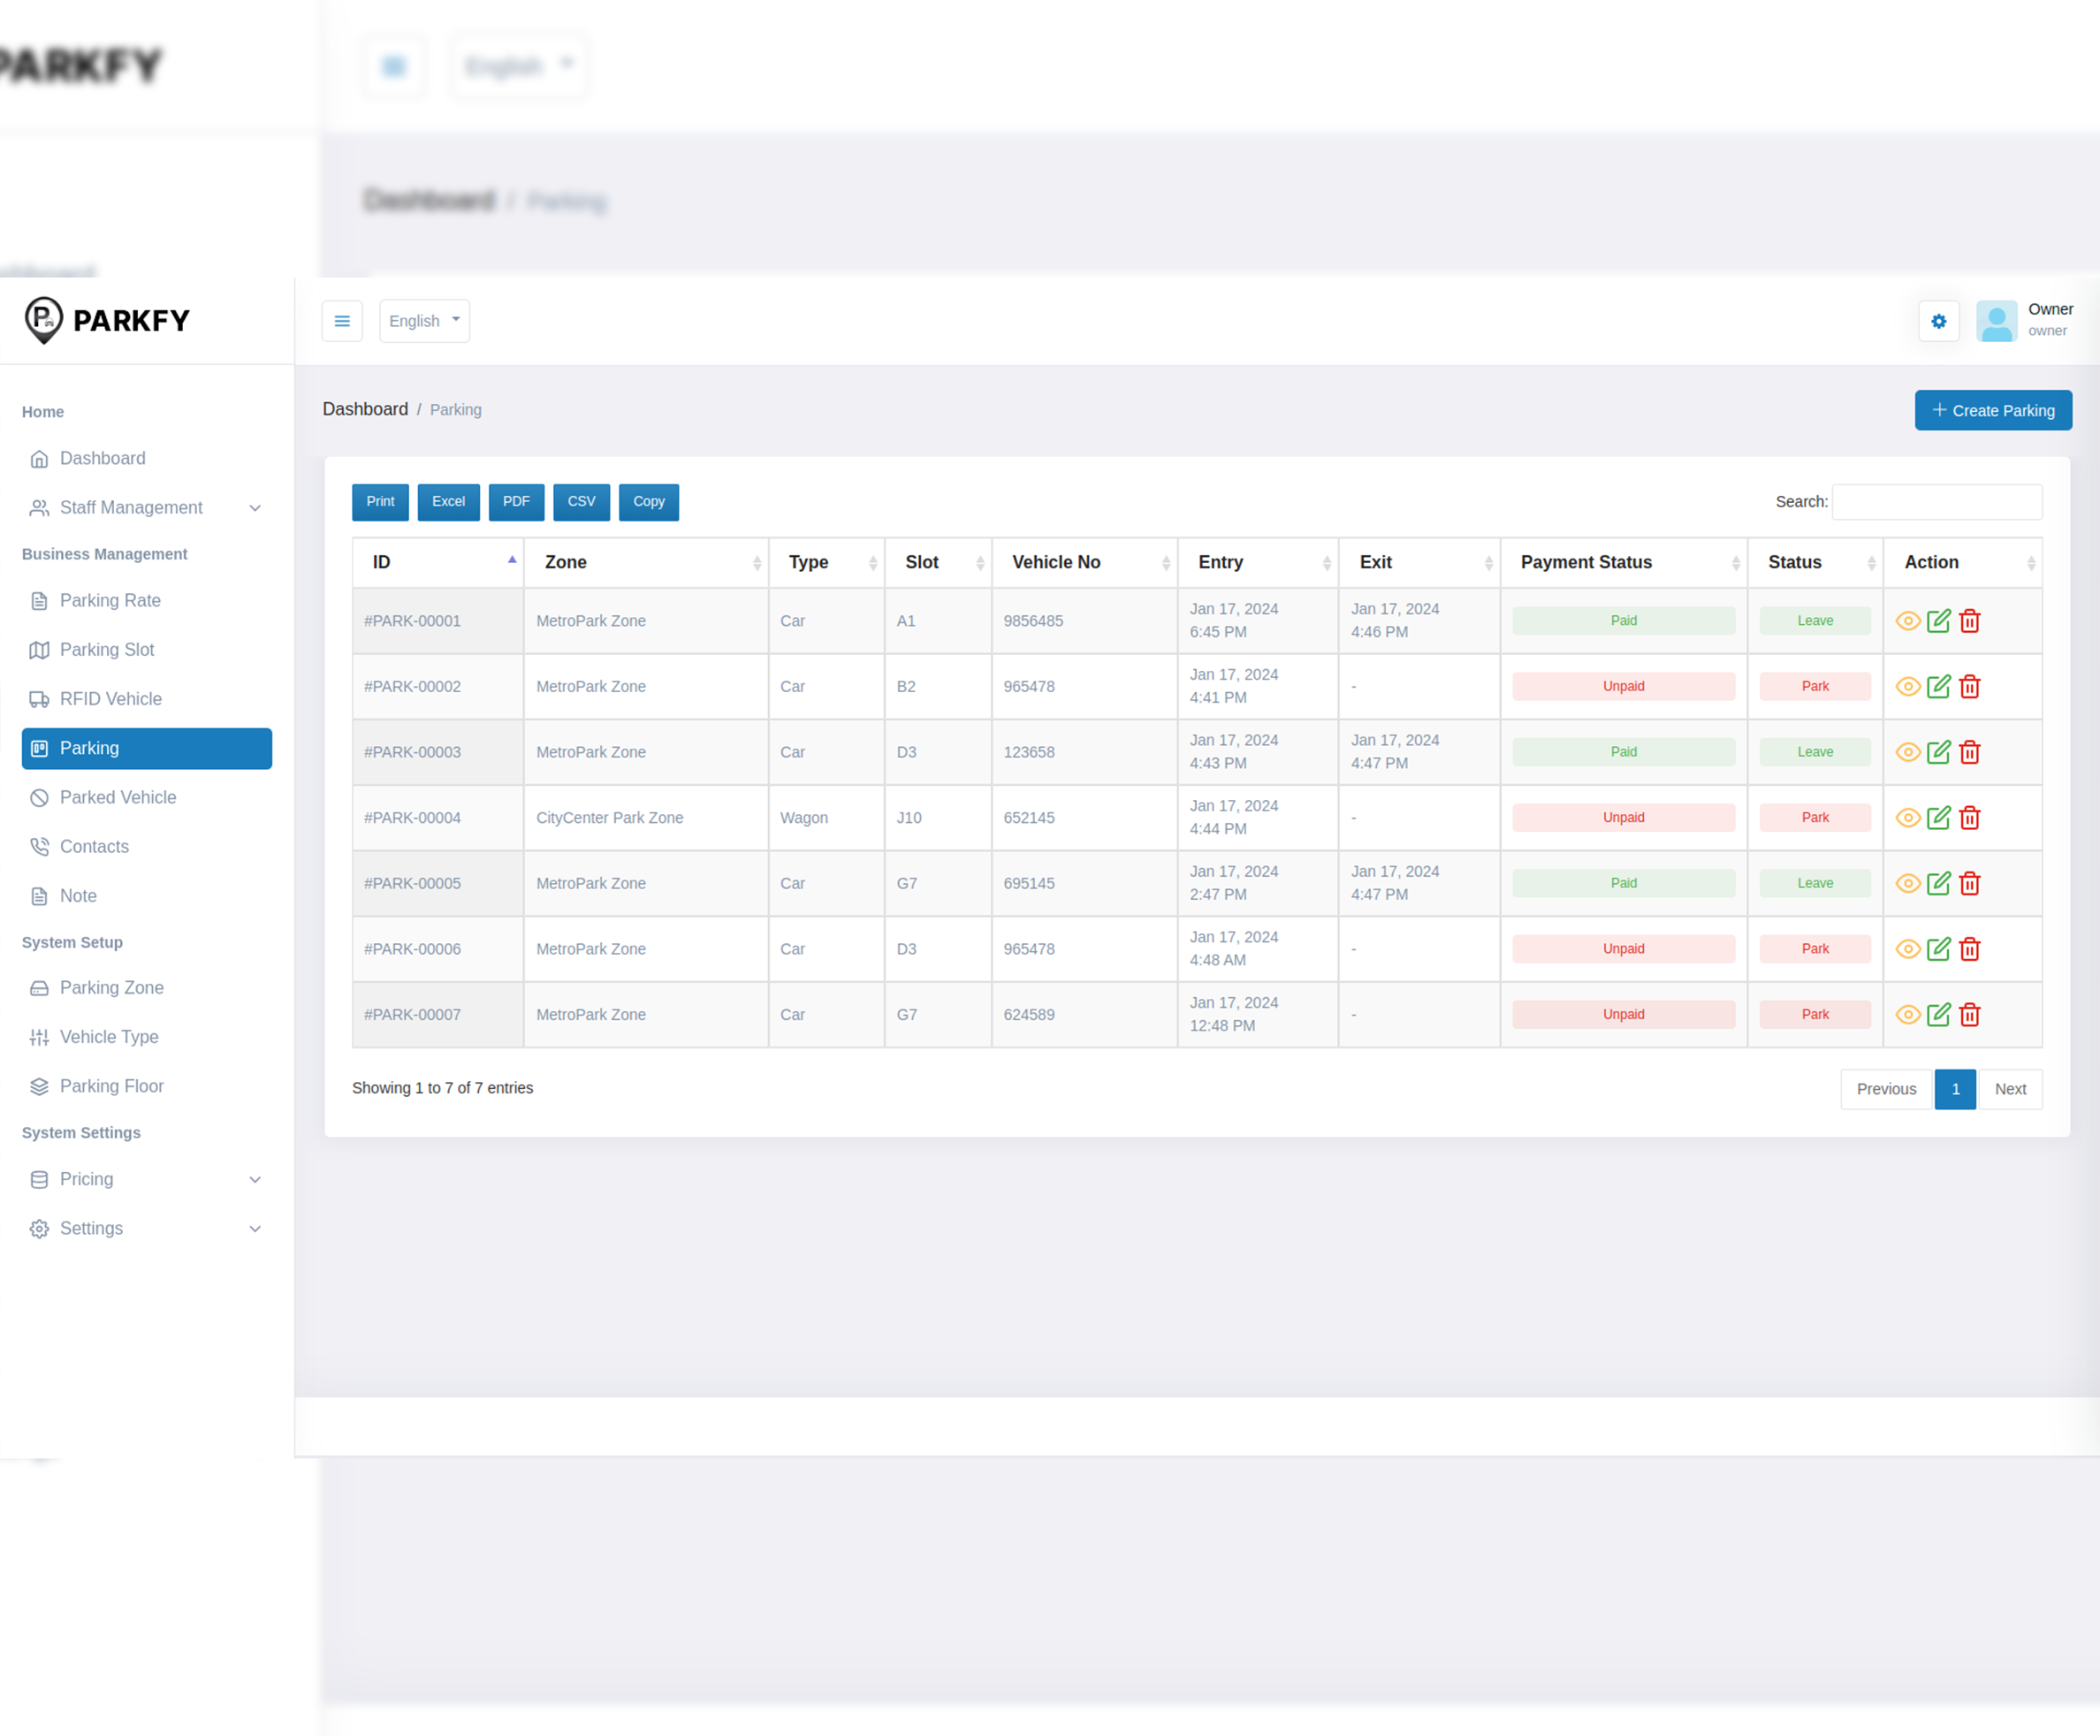 PARKFY
English
Dashboard / Parking
PARKFY
English
Owner
owner
Home
Dashboard
Staff Management
Business Management
Parking Rate
Parking Slot
RFID Vehicle
Parking
Parked Vehicle
Contacts
Note
System Setup
Parking Zone
Vehicle Type
Parking Floor
System Settings
Pricing
Settings
Dashboard / Parking
Create Parking
Print Excel PDF CSV Copy
Search:
ID Zone Type Slot Vehicle No Entry Exit Payment Status Status Action
#PARK-00001 MetroPark Zone Car A1 9856485 Jan 17, 2024 6:45 PM Jan 17, 2024 4:46 PM Paid Leave
#PARK-00002 MetroPark Zone Car B2 965478 Jan 17, 2024 4:41 PM - Unpaid Park
#PARK-00003 MetroPark Zone Car D3 123658 Jan 17, 2024 4:43 PM Jan 17, 2024 4:47 PM Paid Leave
#PARK-00004 CityCenter Park Zone Wagon J10 652145 Jan 17, 2024 4:44 PM - Unpaid Park
#PARK-00005 MetroPark Zone Car G7 695145 Jan 17, 2024 2:47 PM Jan 17, 2024 4:47 PM Paid Leave
#PARK-00006 MetroPark Zone Car D3 965478 Jan 17, 2024 4:48 AM - Unpaid Park
#PARK-00007 MetroPark Zone Car G7 624589 Jan 17, 2024 12:48 PM - Unpaid Park
Showing 1 to 7 of 7 entries
Previous 1 Next